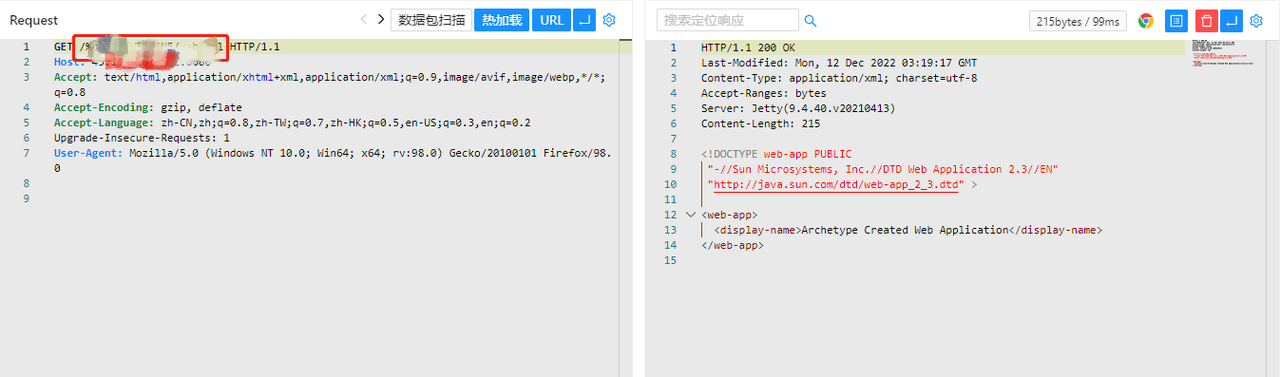 Request
数据包扫描
热加载
URL
搜索定位响应
215bytes / 99ms
1 GET HTTP/1.1
2 Host:
3 Accept: text/html,application/xhtml+xml,application/xml;q=0.9,image/avif,image/webp,*/*;
q=0.8
4 Accept-Encoding: gzip, deflate
5 Accept-Language: zh-CN,zh;q=0.8,zh-TW;q=0.7,zh-HK;q=0.5,en-US;q=0.3,en;q=0.2
6 Upgrade-Insecure-Requests: 1
7 User-Agent: Mozilla/5.0 (Windows NT 10.0; Win64; x64; rv:98.0) Gecko/20100101 Firefox/98.
0
8
9
1 HTTP/1.1 200 OK
2 Last-Modified: Mon, 12 Dec 2022 03:19:17 GMT
3 Content-Type: application/xml; charset=utf-8
4 Accept-Ranges: bytes
5 Server: Jetty(9.4.40.v20210413)
6 Content-Length: 215
7
8 <!DOCTYPE web-app PUBLIC
9 "-//Sun Microsystems, Inc.//DTD Web Application 2.3//EN"
10 "http://java.sun.com/dtd/web-app_2_3.dtd" >
11
12 <web-app>
13 <display-name>Archetype Created Web Application</display-name>
14 </web-app>
15